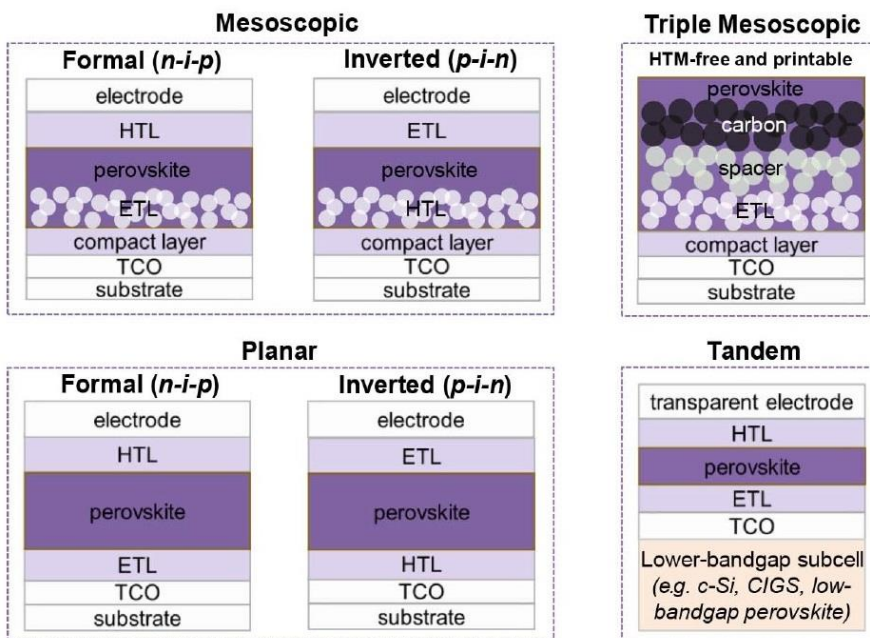 Mesoscopic
Formal (n-i-p)
electrode
HTL
perovskite
ETL
compact layer
TCO
substrate
Inverted (p-i-n)
electrode
ETL
perovskite
HTL
compact layer
TCO
substrate
Triple Mesoscopic
HTM-free and printable
perovskite
carbon
spacer
ETL
compact layer
TCO
substrate
Planar
Formal (n-i-p)
electrode
HTL
perovskite
ETL
TCO
substrate
Inverted (p-i-n)
electrode
ETL
perovskite
HTL
TCO
substrate
Tandem
transparent electrode
HTL
perovskite
ETL
TCO
Lower-bandgap subcell
(e.g. c-Si, CIGS, low-
bandgap perovskite)